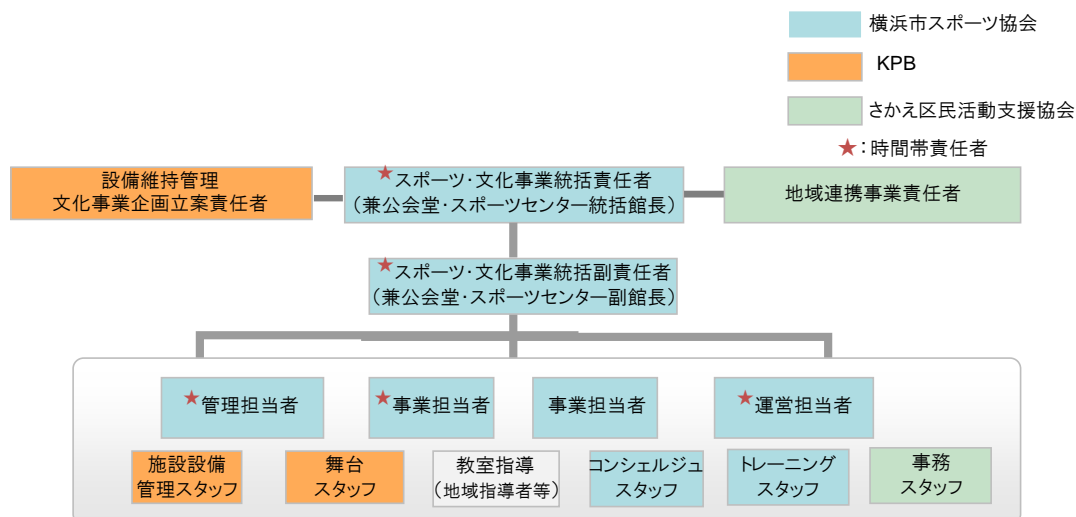 横浜市スポーツ協会
KPB
さかえ区民活動支援協会
★:時間帯責任者
設備維持管理
文化事業企画立案責任者
★スポーツ・文化事業統括責任者
(兼公会堂・スポーツセンター統括館長)
地域連携事業責任者
★スポーツ・文化事業統括副責任者
(兼公会堂・スポーツセンター副館長)
★管理担当者
★事業担当者
事業担当者
★運営担当者
施設設備
管理スタッフ
舞台
スタッフ
教室指導
(地域指導者等)
コンシェルジュ
スタッフ
トレーニング
スタッフ
事務
スタッフ